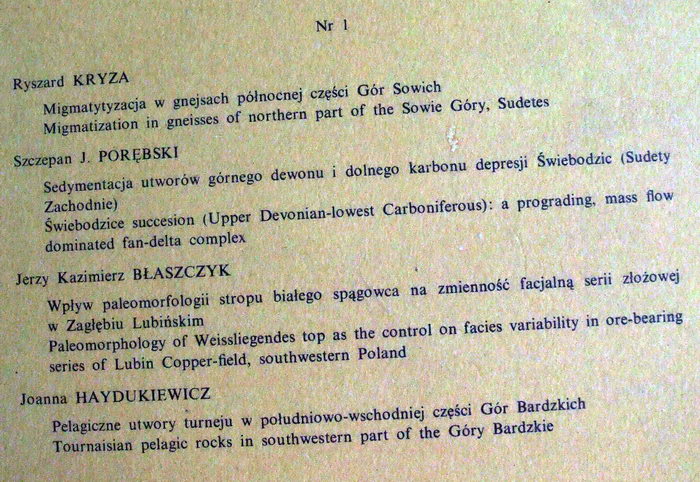 Nr 1
Ryszard KRYZA
Migmatytyzacja w gnejsach północnej części Gór Sowich
Migmatization in gneisses of northern part of the Sowie Góry, Sudetes
Szczepan J. PORĘBSKI
Sedymentacja utworów górnego dewonu i dolnego karbonu depresji Świebodzic (Sudety
Zachodnie)
Świebodzice succesion (Upper Devonian-lowest Carboniferous): a prograding, mass flow
dominated fan-delta complex
Jerzy Kazimierz BŁASZCZYK
Wpływ paleomorfologii stropu białego spągowca na zmienność facjalną serii złożowej
w Zagłębiu Lubińskim
Paleomorphology of Weissliegendes top as the control on facies variability in ore-bearing
series of Lubin Copper-field, southwestern Poland
Joanna HAYDUKIEWICZ
Pelagiczne utwory turneju w południowo-wschodniej części Gór Bardzkich
Tournaisian pelagic rocks in southwestern part of the Góry Bardzkie